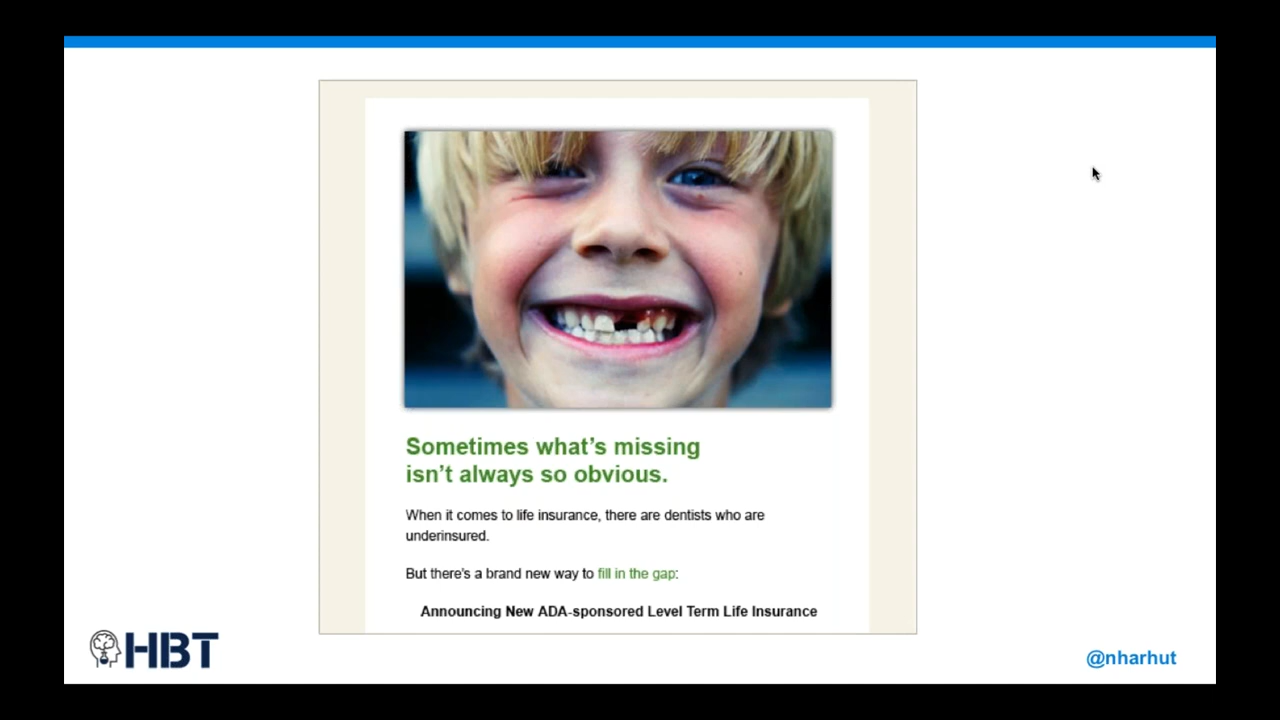 Sometimes what's missing
isn't always so obvious.
When it comes to life insurance, there are dentists who are
underinsured.
But there's a brand new way to fill in the gap:
Announcing New ADA-sponsored Level Term Life Insurance
HBT
@nharhut